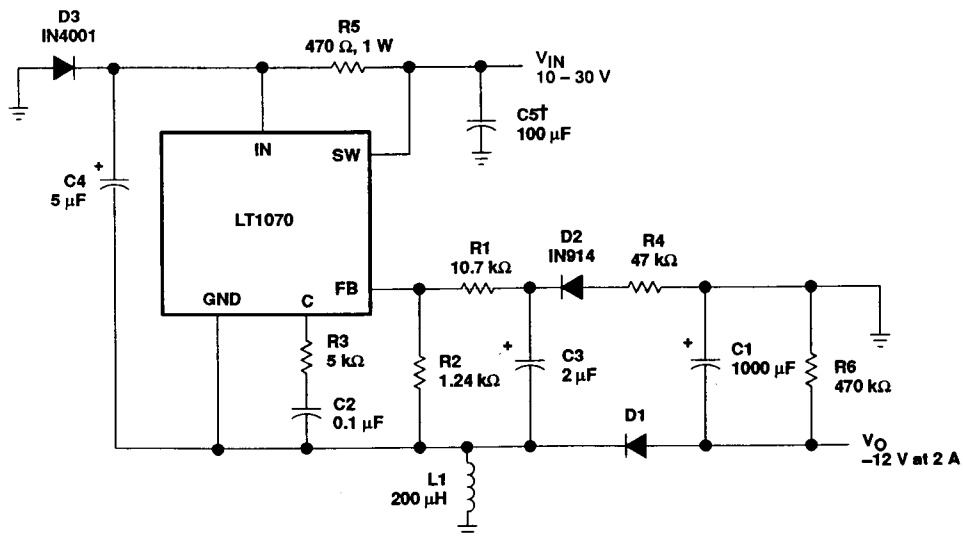 D3
IN4001
R5
470 Ω, 1 W
VIN
10 – 30 V
C5†
100 µF
IN
SW
C4
5 µF
+
LT1070
R1
10.7 kΩ
D2
IN914
R4
47 kΩ
GND
C
FB
R3
5 kΩ
R2
1.24 kΩ
+
C3
2 µF
+
C1
1000 µF
R6
470 kΩ
C2
0.1 µF
D1
VO
–12 V at 2 A
L1
200 µH